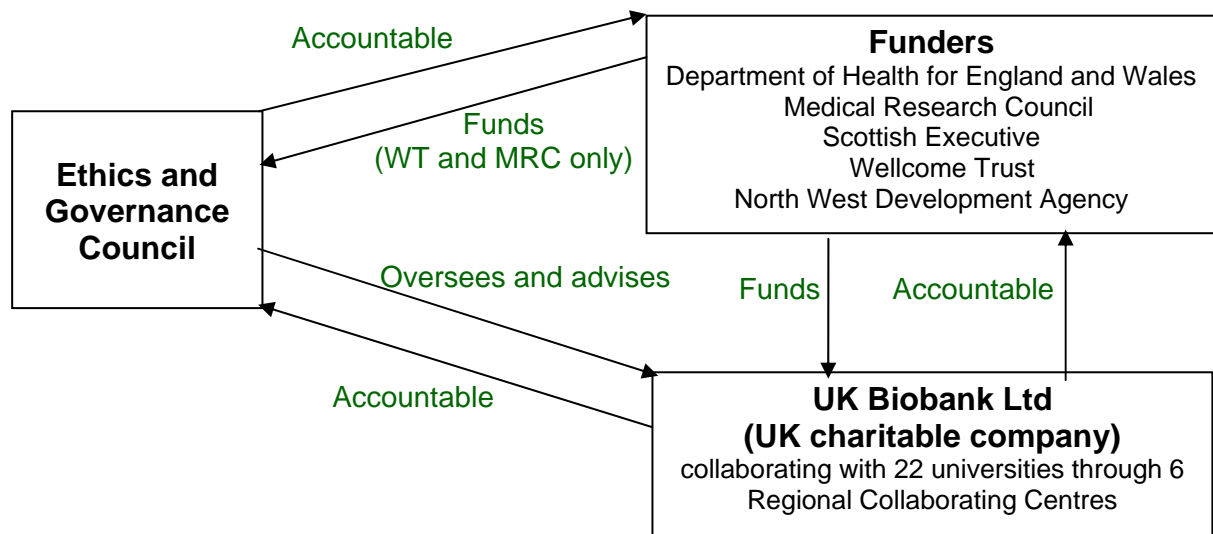 Accountable
Funders
Department of Health for England and Wales
Medical Research Council
Scottish Executive
Wellcome Trust
North West Development Agency
Funds
(WT and MRC only)
Ethics and
Governance
Council
Oversees and advises
Funds
Accountable
Accountable
UK Biobank Ltd
(UK charitable company)
collaborating with 22 universities through 6
Regional Collaborating Centres